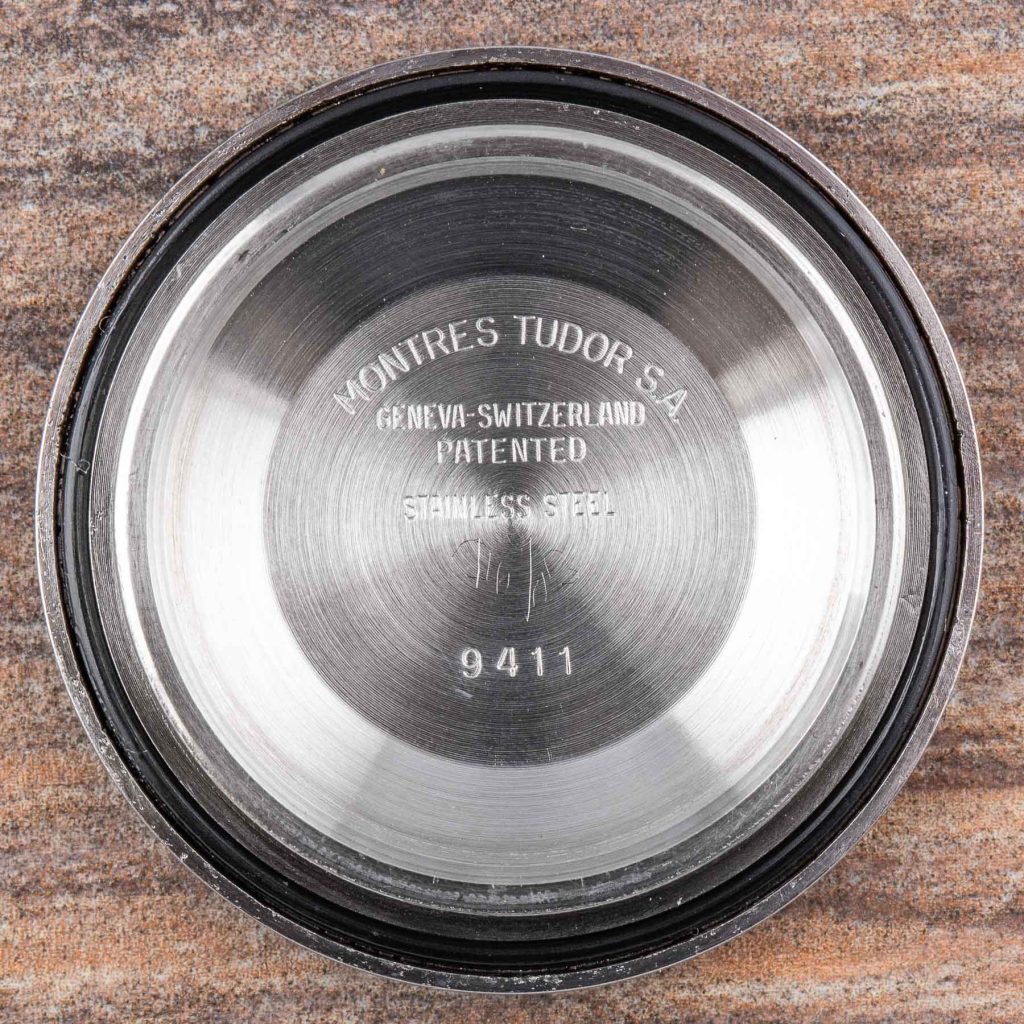 MONTRES TUDOR S.A.
GENEVA-SWITZERLAND
PATENTED
STAINLESS STEEL
9411